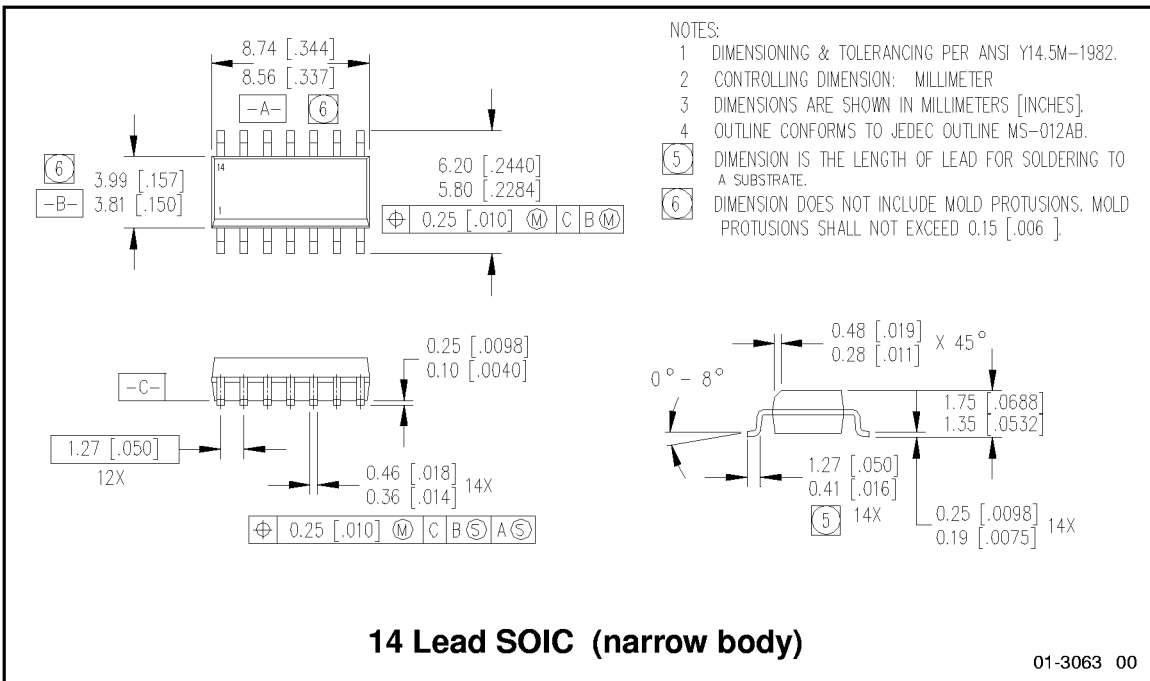 8.74 [.344]
8.56 [.337]
-A- 6
6
3.99 [.157]
-B- 3.81 [.150]
14
1
6.20 [.2440]
5.80 [.2284]
⌖ 0.25 [.010] Ⓜ C B Ⓜ
NOTES:
1 DIMENSIONING & TOLERANCING PER ANSI Y14.5M-1982.
2 CONTROLLING DIMENSION: MILLIMETER
3 DIMENSIONS ARE SHOWN IN MILLIMETERS [INCHES].
4 OUTLINE CONFORMS TO JEDEC OUTLINE MS-012AB.
5 DIMENSION IS THE LENGTH OF LEAD FOR SOLDERING TO
A SUBSTRATE.
6 DIMENSION DOES NOT INCLUDE MOLD PROTUSIONS. MOLD
PROTUSIONS SHALL NOT EXCEED 0.15 [.006 ].
0.25 [.0098]
0.10 [.0040]
-C-
1.27 [.050]
12X
0.46 [.018]
0.36 [.014] 14X
⌖ 0.25 [.010] Ⓜ C B Ⓢ A Ⓢ
0.48 [.019]
0.28 [.011] X 45°
0° - 8°
1.75 [.0688]
1.35 [.0532]
1.27 [.050]
0.41 [.016]
5 14X
0.25 [.0098]
0.19 [.0075] 14X
14 Lead SOIC (narrow body)
01-3063 00